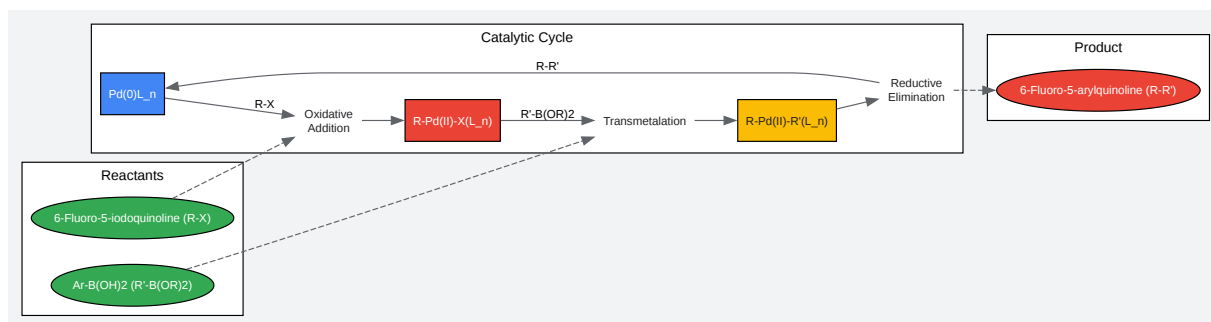 Catalytic Cycle
Product
R-R'
Pd(0)L_n
R-X
Oxidative
Addition
R-Pd(II)-X(L_n)
R'-B(OR)2
Transmetalation
R-Pd(II)-R'(L_n)
Reductive
Elimination
6-Fluoro-5-arylquinoline (R-R')
Reactants
6-Fluoro-5-iodoquinoline (R-X)
Ar-B(OH)2 (R'-B(OR)2)